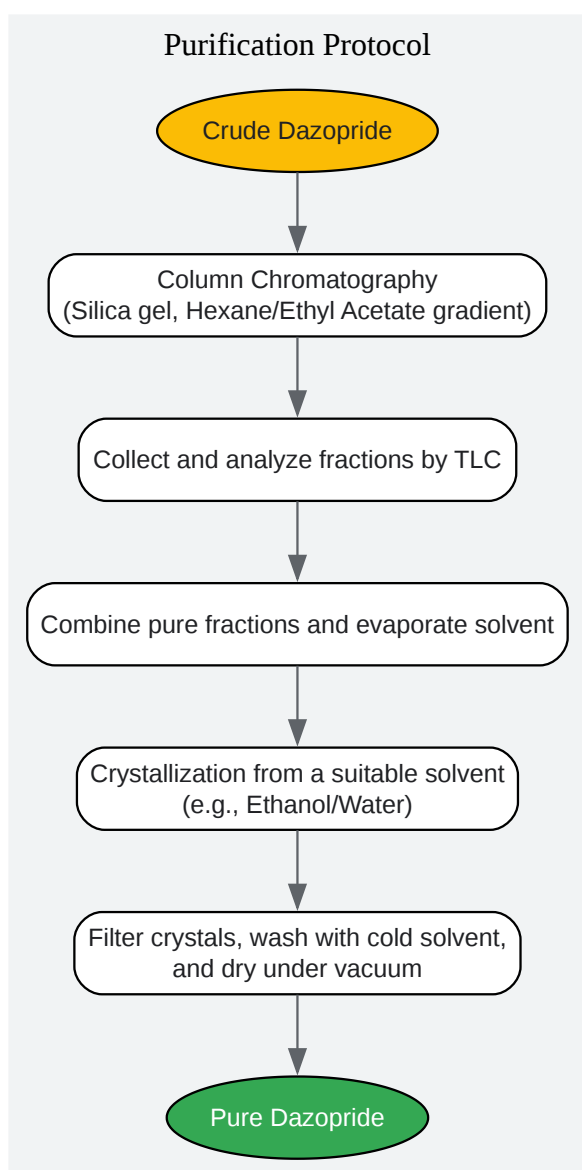 Purification Protocol
Crude Dazopride
Column Chromatography
(Silica gel, Hexane/Ethyl Acetate gradient)
Collect and analyze fractions by TLC
Combine pure fractions and evaporate solvent
Crystallization from a suitable solvent
(e.g., Ethanol/Water)
Filter crystals, wash with cold solvent,
and dry under vacuum
Pure Dazopride